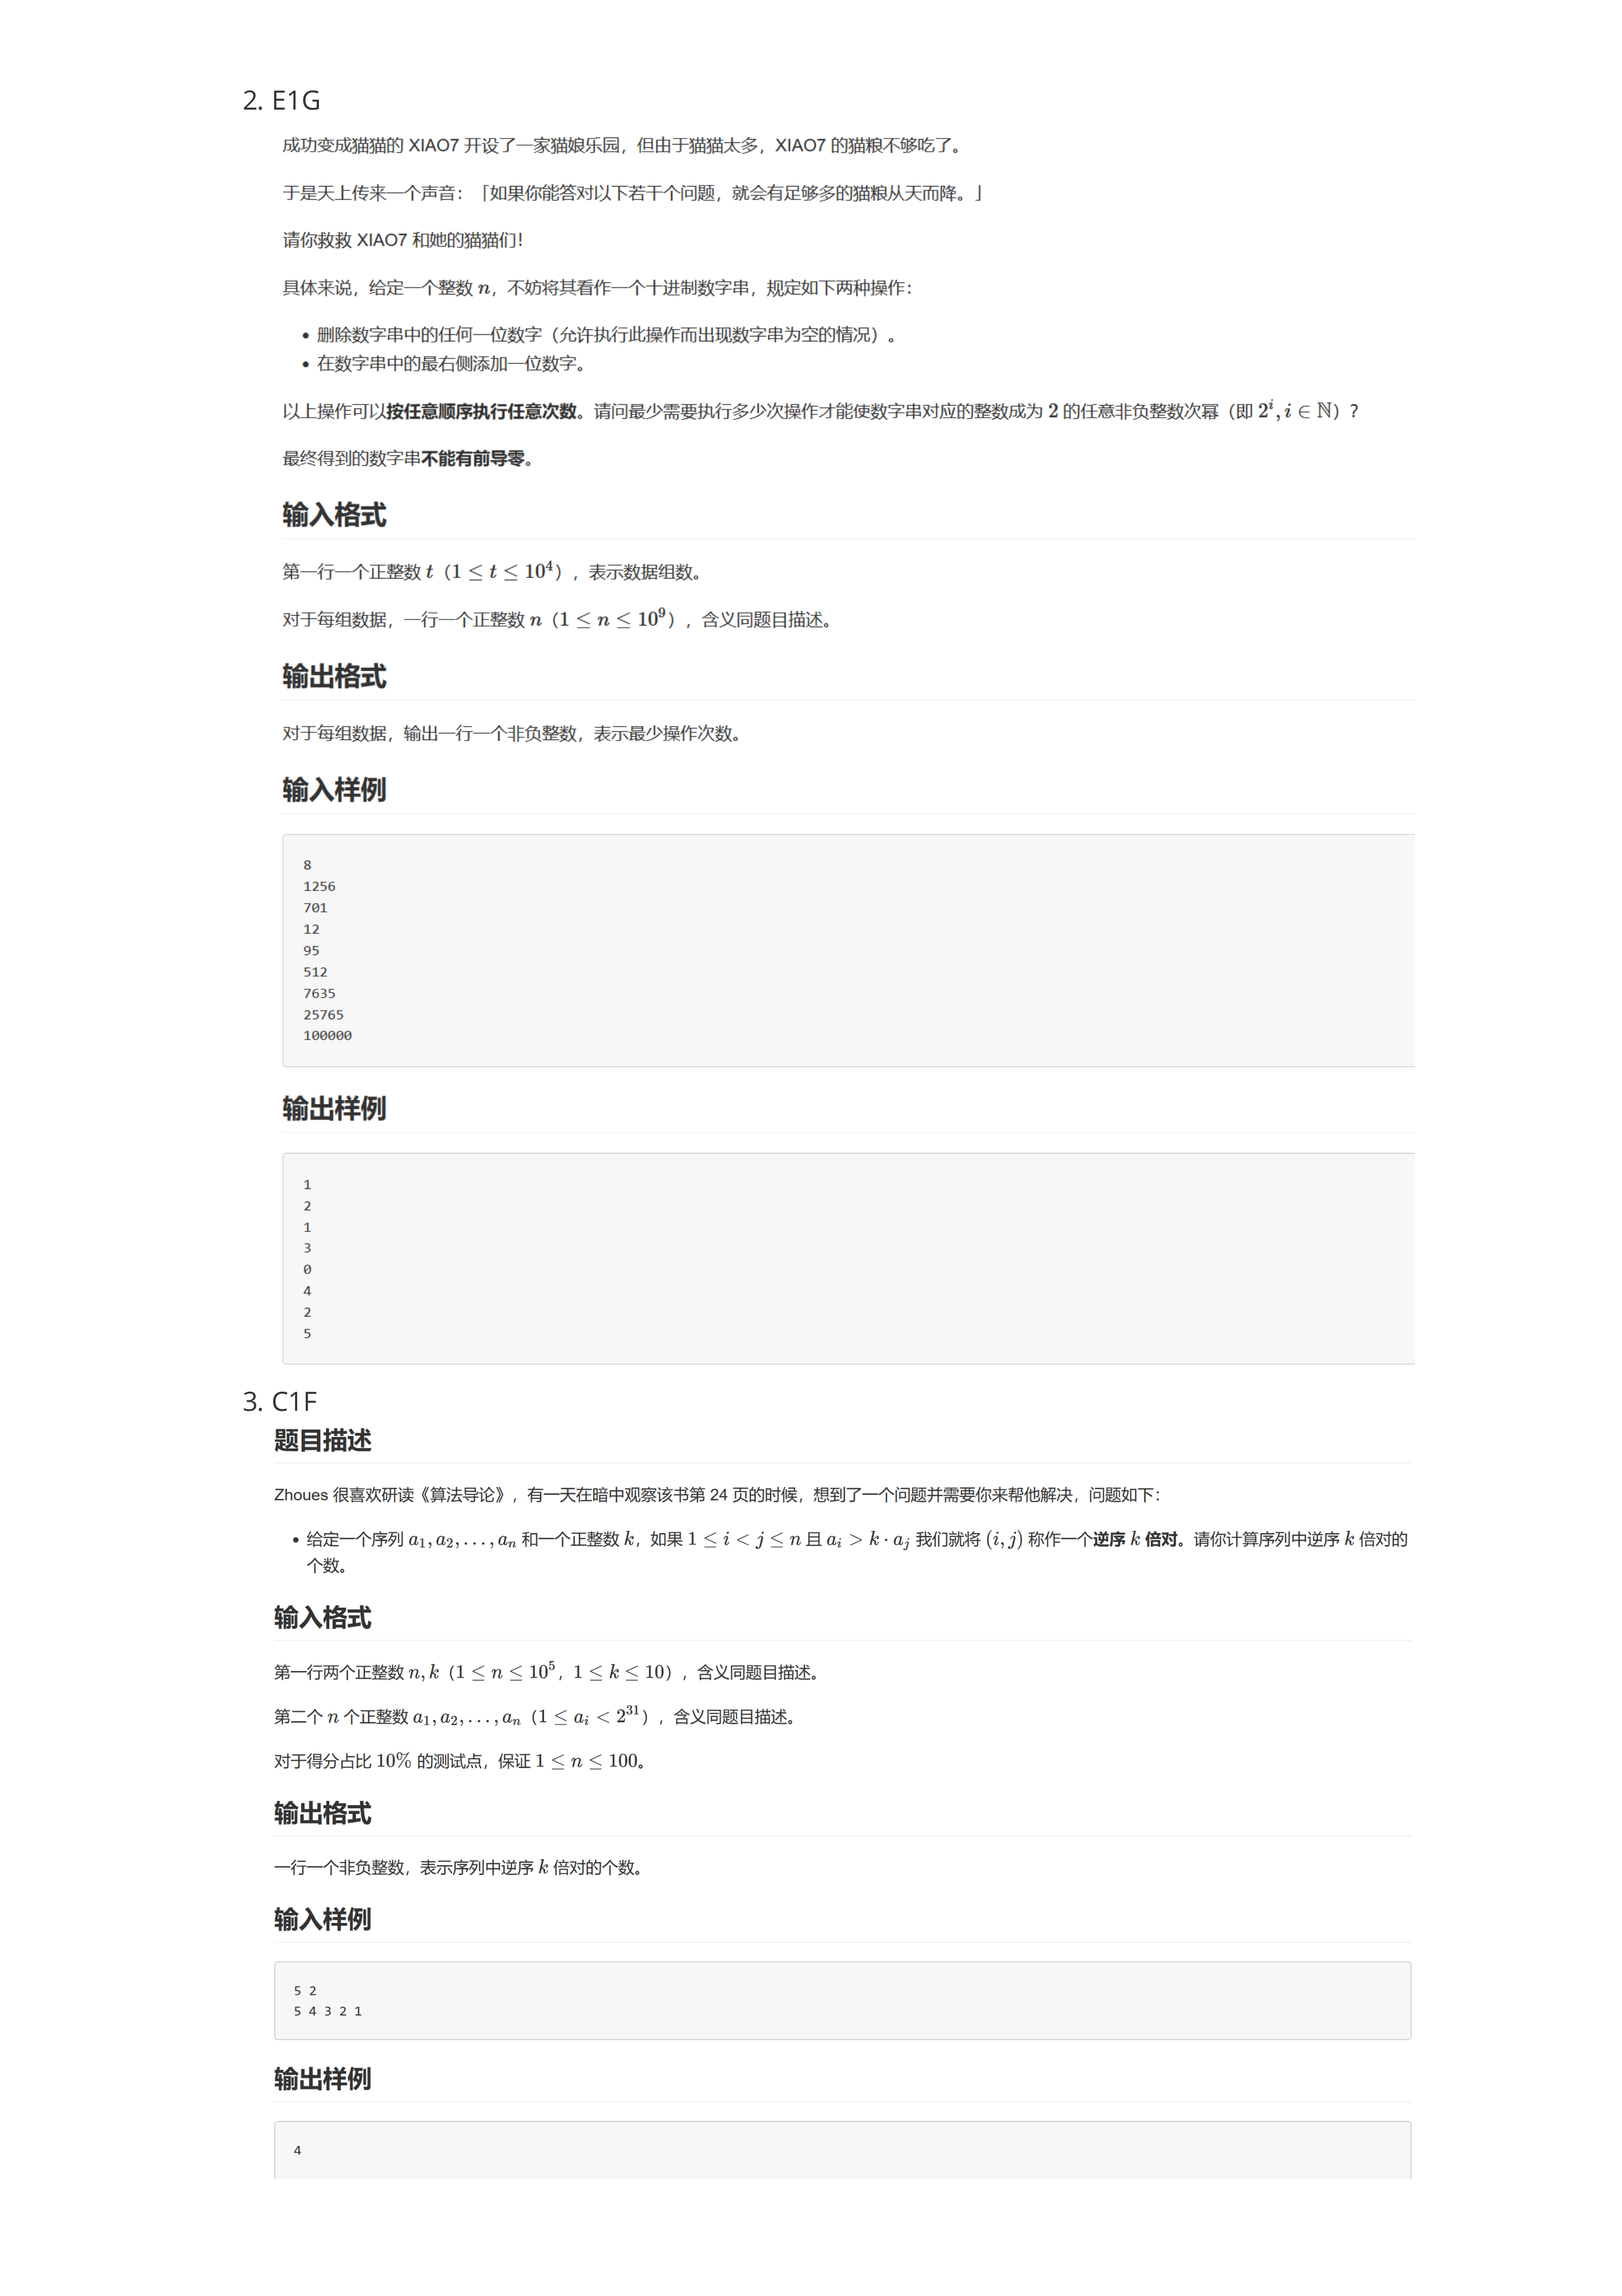 2. E1G
成功变成猫猫的 XIAO7 开设了一家猫娘乐园，但由于猫猫太多，XIAO7 的猫粮不够吃了。
于是天上传来一个声音：「如果你能答对以下若干个问题，就会有足够多的猫粮从天而降。」
请你救救 XIAO7 和她的猫猫们！
具体来说，给定一个整数 n，不妨将其看作一个十进制数字串，规定如下两种操作：
• 删除数字串中的任何一位数字（允许执行此操作而出现数字串为空的情况）。
• 在数字串中的最右侧添加一位数字。
以上操作可以按任意顺序执行任意次数。请问最少需要执行多少次操作才能使数字串对应的整数成为 2 的任意非负整数次幂（即 2^i, i ∈ ℕ）？
最终得到的数字串不能有前导零。
输入格式
第一行一个正整数 t（1 ≤ t ≤ 10^4），表示数据组数。
对于每组数据，一行一个正整数 n（1 ≤ n ≤ 10^9），含义同题目描述。
输出格式
对于每组数据，输出一行一个非负整数，表示最少操作次数。
输入样例
8
1256
701
12
95
512
7635
25765
100000
输出样例
1
2
1
3
0
4
2
5
3. C1F
题目描述
Zhoues 很喜欢研读《算法导论》，有一天在暗中观察该书第 24 页的时候，想到了一个问题并需要你来帮他解决，问题如下：
• 给定一个序列 a₁, a₂, …, aₙ 和一个正整数 k，如果 1 ≤ i < j ≤ n 且 aᵢ > k · aⱼ 我们就将 (i, j) 称作一个逆序 k 倍对。请你计算序列中逆序 k 倍对的
个数。
输入格式
第一行两个正整数 n, k（1 ≤ n ≤ 10^5，1 ≤ k ≤ 10），含义同题目描述。
第二个 n 个正整数 a₁, a₂, …, aₙ（1 ≤ aᵢ < 2^31），含义同题目描述。
对于得分占比 10% 的测试点，保证 1 ≤ n ≤ 100。
输出格式
一行一个非负整数，表示序列中逆序 k 倍对的个数。
输入样例
5 2
5 4 3 2 1
输出样例
4